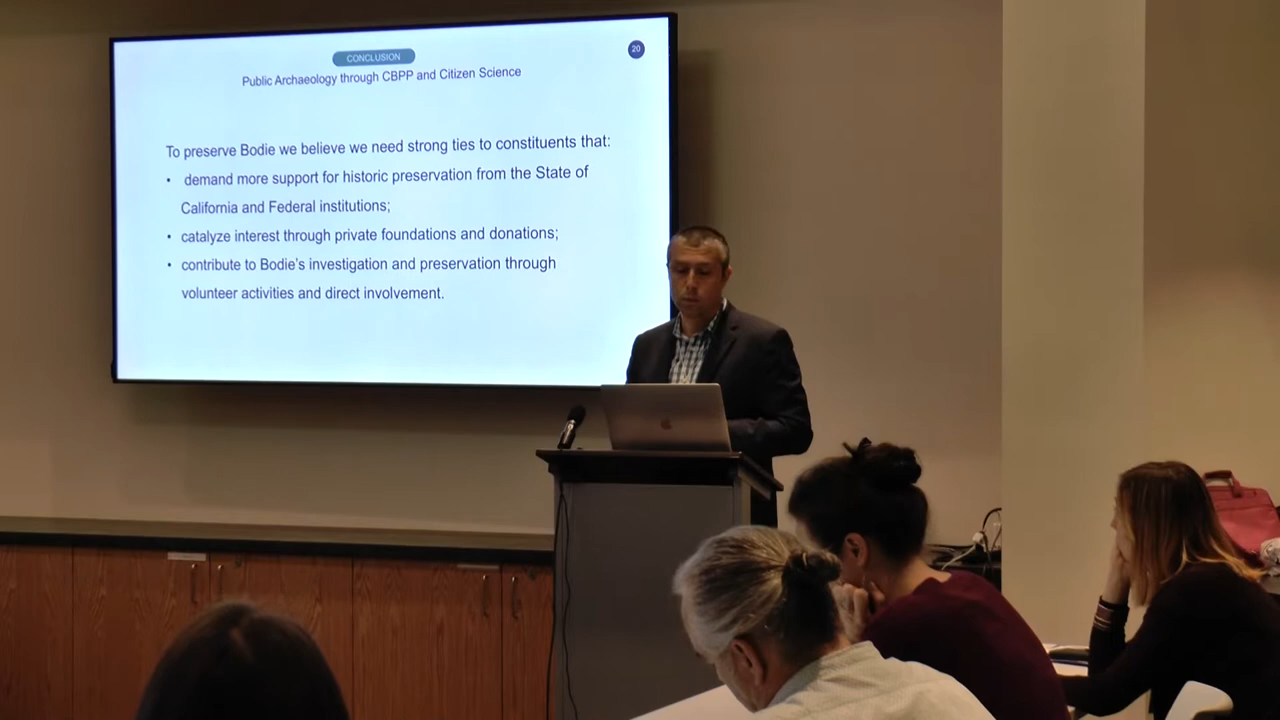 CONCLUSION
20
Public Archaeology through CBPP and Citizen Science
To preserve Bodie we believe we need strong ties to constituents that:
• demand more support for historic preservation from the State of
California and Federal institutions;
• catalyze interest through private foundations and donations;
• contribute to Bodie's investigation and preservation through
volunteer activities and direct involvement.